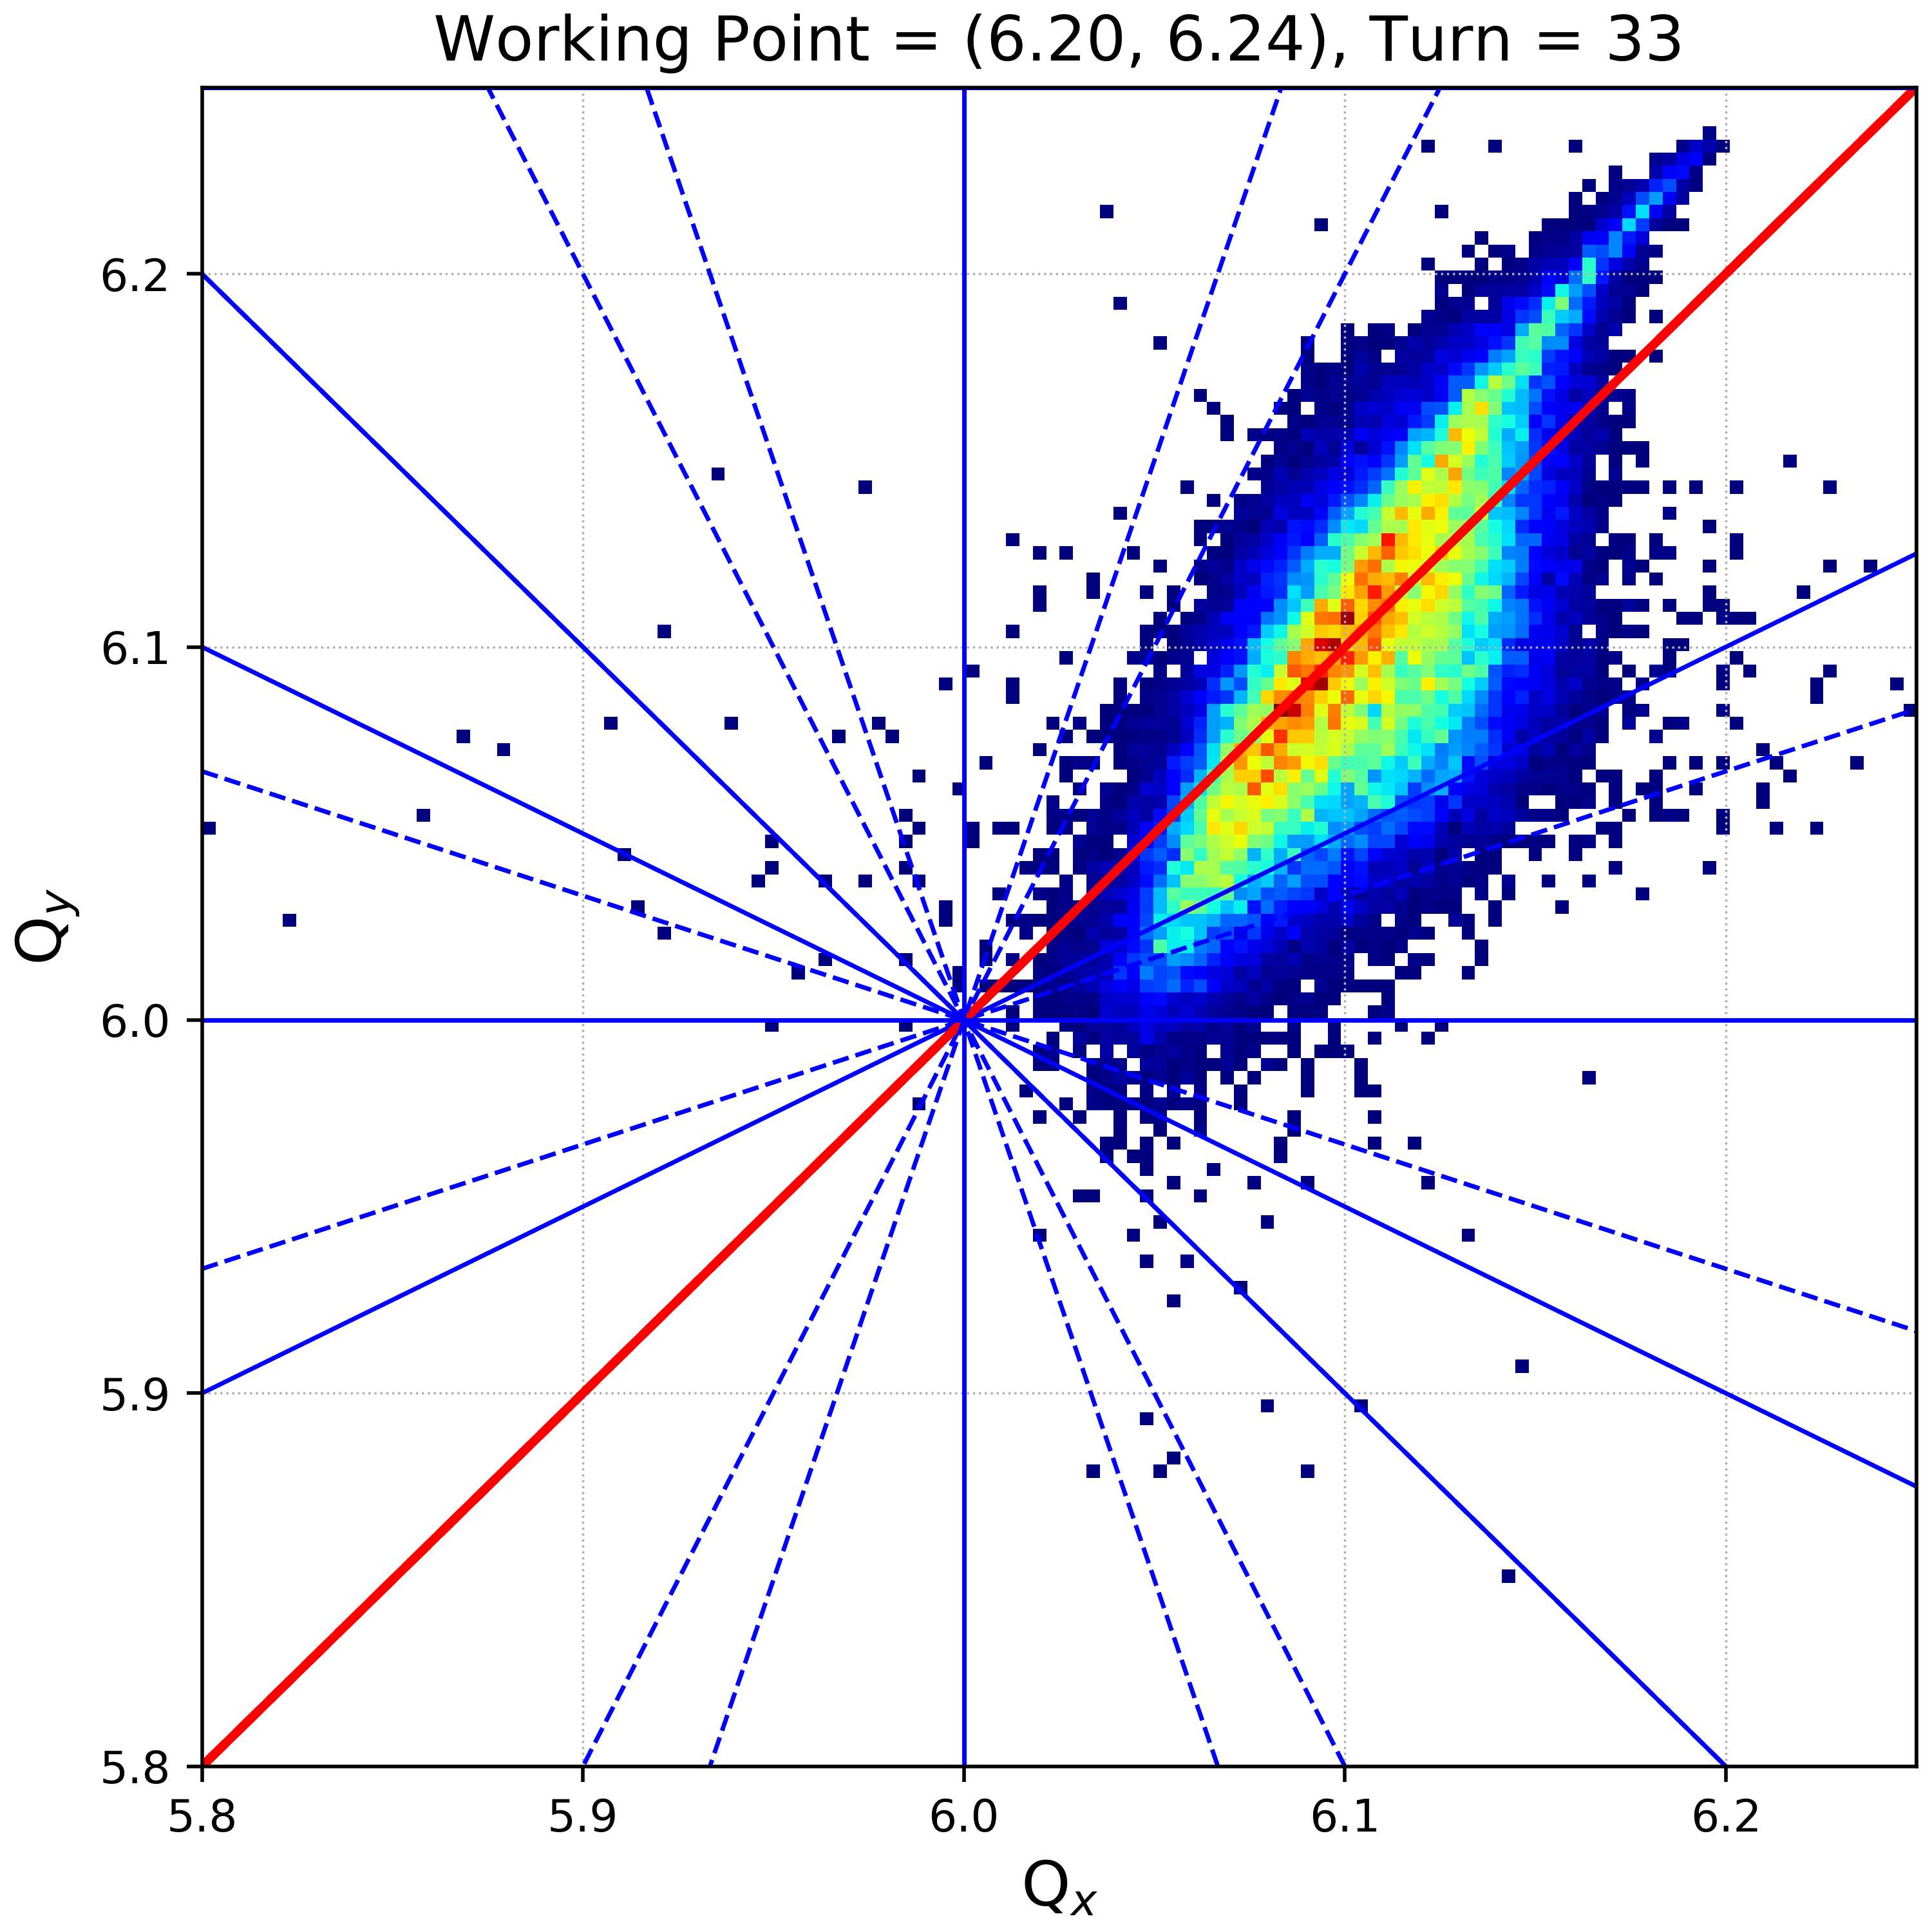 Working Point = (6.20, 6.24), Turn = 33
6.2
6.1
6.0
5.9
5.8
Qy
5.8 5.9 6.0 6.1 6.2
Qx